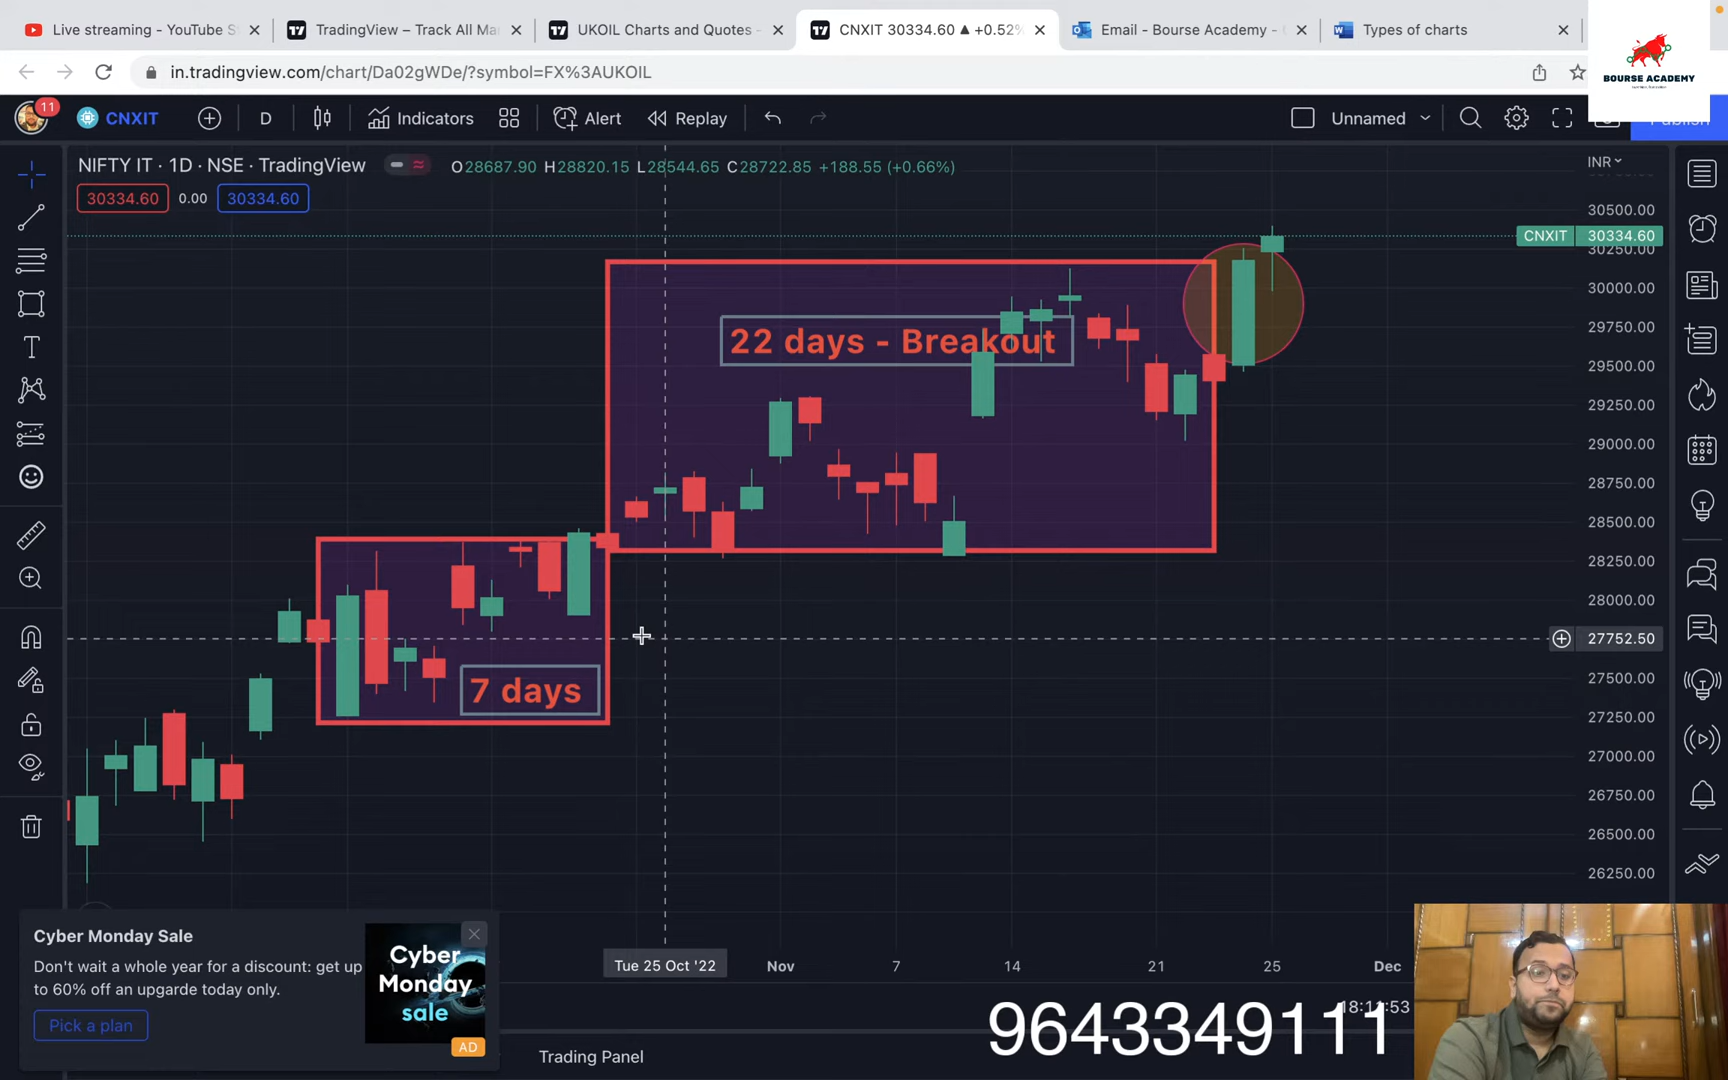 Live streaming - YouTube S
TradingView – Track All Ma
UKOIL Charts and Quotes -
CNXIT 30334.60 ▲ +0.52%
Email - Bourse Academy -
Types of charts
in.tradingview.com/chart/Da02gWDe/?symbol=FX%3AUKOIL
BOURSE ACADEMY
11
CNXIT
D
Indicators
Alert
Replay
Unnamed
NIFTY IT · 1D · NSE · TradingView
O28687.90 H28820.15 L28544.65 C28722.85 +188.55 (+0.66%)
INR
30334.60 0.00 30334.60
30500.00
CNXIT 30334.60
30250.00
30000.00
29750.00
29500.00
29250.00
29000.00
28750.00
28500.00
28250.00
28000.00
27752.50
27500.00
27250.00
27000.00
26750.00
26500.00
26250.00
22 days - Breakout
7 days
Tue 25 Oct '22
Nov
7
14
21
25
Dec
Cyber Monday Sale
Don't wait a whole year for a discount: get up
to 60% off an upgarde today only.
Pick a plan
Cyber
Monday
sale
AD
18:11:53
9643349111
Trading Panel